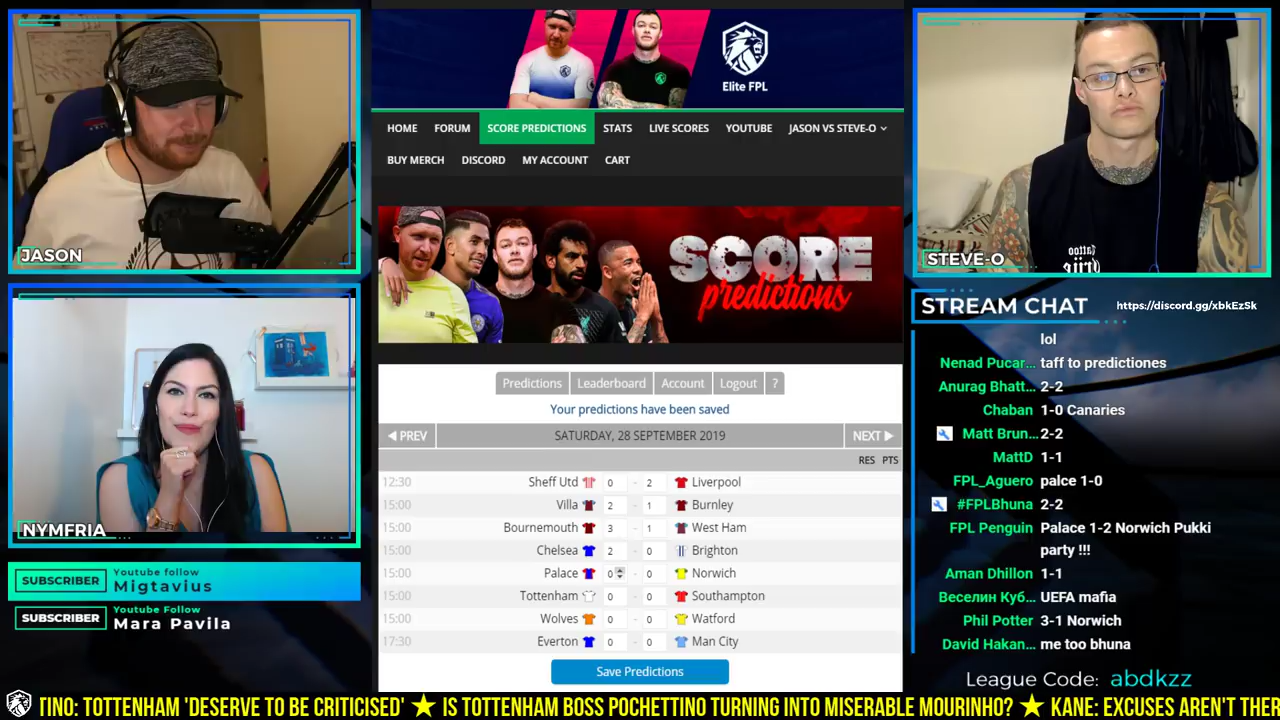 JASON
NYMFRIA
SUBSCRIBER
Youtube follow
Migtavius
SUBSCRIBER
Youtube Follow
Mara Pavila
Elite FPL
HOME FORUM SCORE PREDICTIONS STATS LIVE SCORES YOUTUBE JASON VS STEVE-O
BUY MERCH DISCORD MY ACCOUNT CART
SCORE
predictions
Predictions Leaderboard Account Logout ?
Your predictions have been saved
◀ PREV SATURDAY, 28 SEPTEMBER 2019 NEXT ▶
RES PTS
12:30 Sheff Utd 0 - 2 Liverpool
15:00 Villa 2 - 1 Burnley
15:00 Bournemouth 3 - 1 West Ham
15:00 Chelsea 2 - 0 Brighton
15:00 Palace 0 - 0 Norwich
15:00 Tottenham 0 - 0 Southampton
15:00 Wolves 0 - 0 Watford
17:30 Everton 0 - 0 Man City
Save Predictions
STEVE-O
STREAM CHAT https://discord.gg/xbkEzSk
lol
Nenad Pucar... taff to predictiones
Anurag Bhatt... 2-2
Chaban 1-0 Canaries
Matt Brun... 2-2
MattD 1-1
FPL_Aguero palce 1-0
#FPLBhuna 2-2
FPL Penguin Palace 1-2 Norwich Pukki
party !!!
Aman Dhillon 1-1
Веселин Куб... UEFA mafia
Phil Potter 3-1 Norwich
David Hakan... me too bhuna
League Code: abdkzz
TINO: TOTTENHAM 'DESERVE TO BE CRITICISED' ★ IS TOTTENHAM BOSS POCHETTINO TURNING INTO MISERABLE MOURINHO? ★ KANE: EXCUSES AREN'T THER